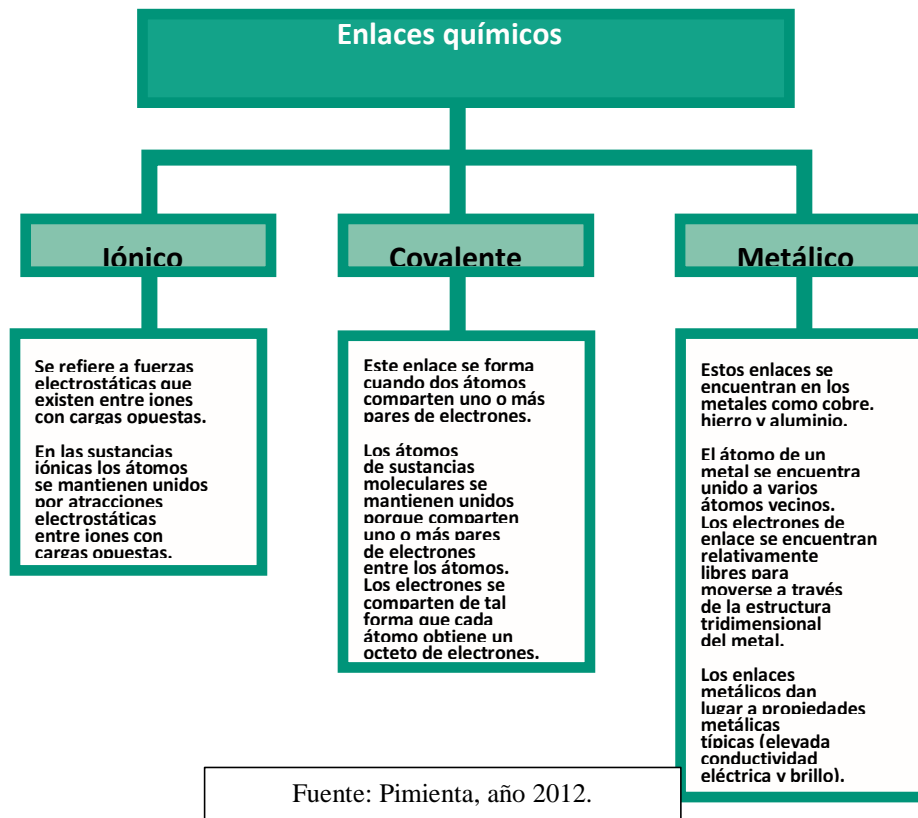 Enlaces químicos
Iónico
Covalente
Metálico
Se refiere a fuerzas
electrostáticas que
existen entre iones
con cargas opuestas.
En las sustancias
iónicas los átomos
se mantienen unidos
por atracciones
electrostáticas
entre iones con
cargas opuestas.
Este enlace se forma
cuando dos átomos
comparten uno o más
pares de electrones.
Los átomos
de sustancias
moleculares se
mantienen unidos
porque comparten
uno o más pares
de electrones
entre los átomos.
Los electrones se
comparten de tal
forma que cada
átomo obtiene un
octeto de electrones.
Estos enlaces se
encuentran en los
metales como cobre,
hierro y aluminio.
El átomo de un
metal se encuentra
unido a varios
átomos vecinos.
Los electrones de
enlace se encuentran
relativamente
libres para
moverse a través
de la estructura
tridimensional
del metal.
Los enlaces
metálicos dan
lugar a propiedades
metálicas
típicas (elevada
conductividad
eléctrica y brillo).
Fuente: Pimienta, año 2012.